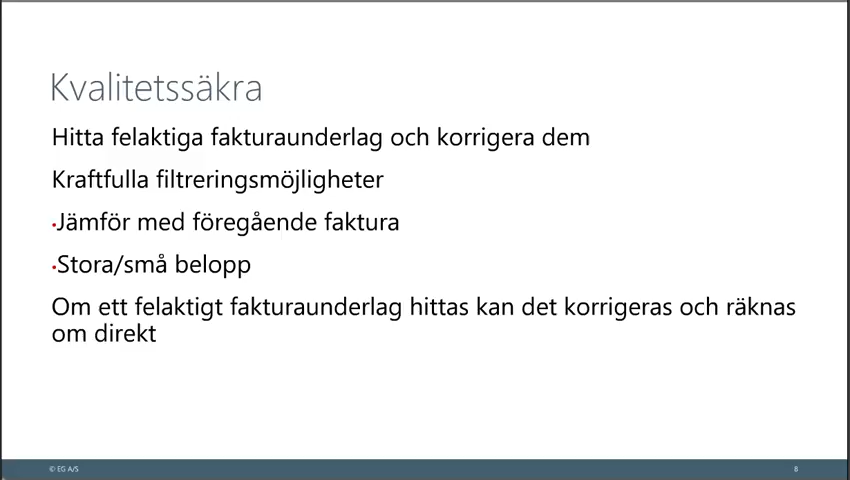 Kvalitetssäkra
Hitta felaktiga fakturaunderlag och korrigera dem
Kraftfulla filtreringsmöjligheter
•Jämför med föregående faktura
•Stora/små belopp
Om ett felaktigt fakturaunderlag hittas kan det korrigeras och räknas
om direkt
© EG A/S
8